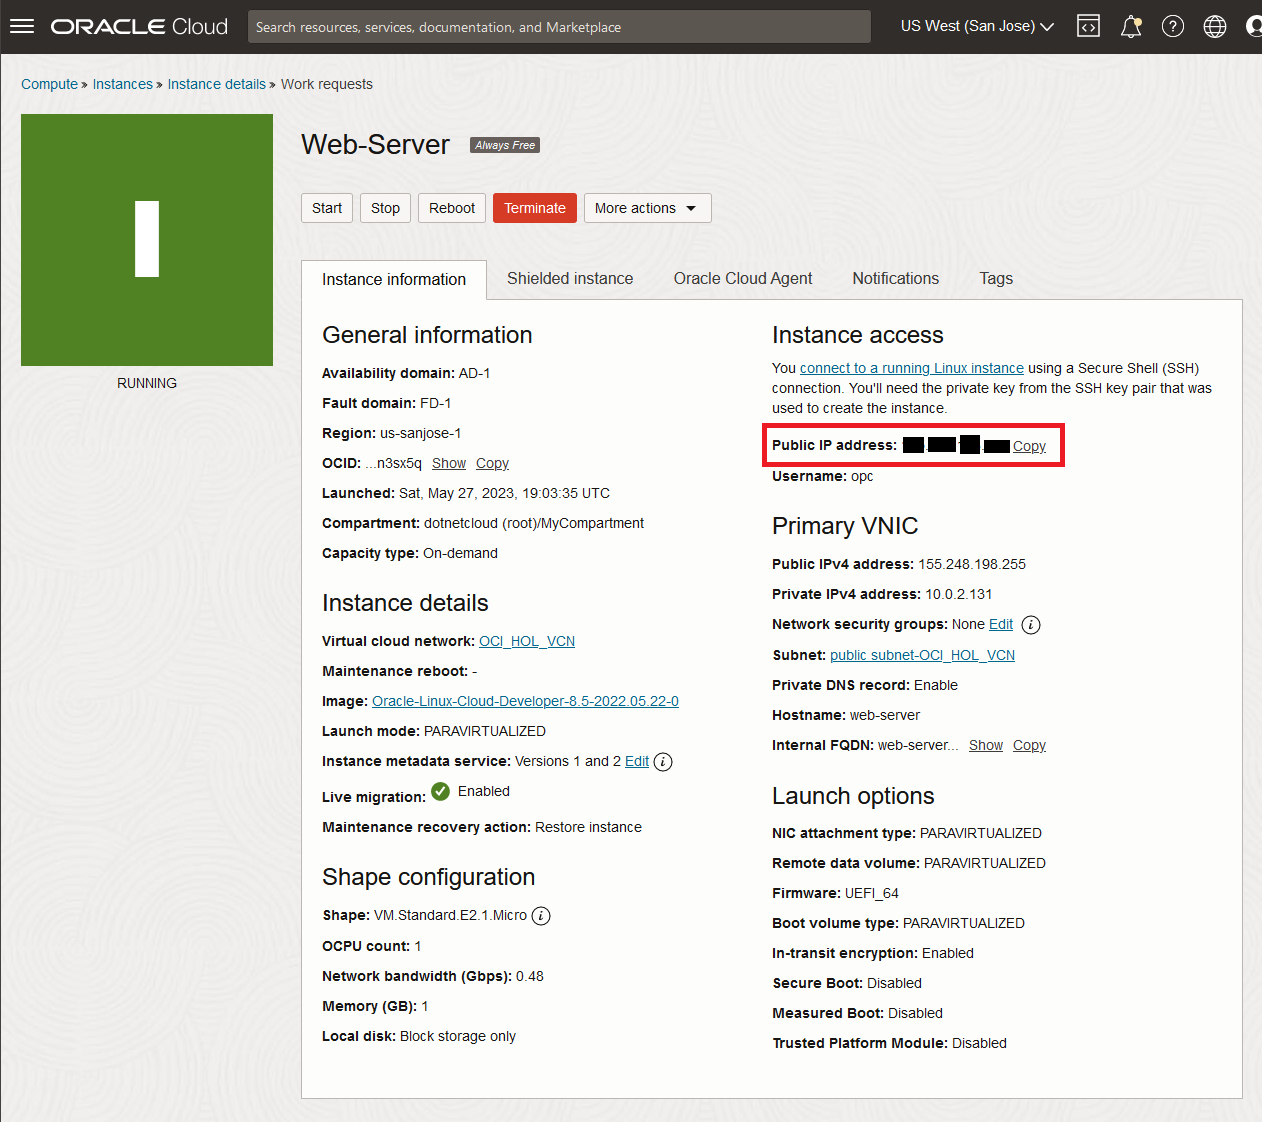 ORACLE Cloud
Search resources, services, documentation, and Marketplace
US West (San Jose)
Compute » Instances » Instance details » Work requests
I
RUNNING
Web-Server
Always Free
Start
Stop
Reboot
Terminate
More actions
Instance information
Shielded instance
Oracle Cloud Agent
Notifications
Tags
General information
Availability domain: AD-1
Fault domain: FD-1
Region: us-sanjose-1
OCID: ...n3sx5q Show Copy
Launched: Sat, May 27, 2023, 19:03:35 UTC
Compartment: dotnetcloud (root)/MyCompartment
Capacity type: On-demand
Instance details
Virtual cloud network: OCI_HOL_VCN
Maintenance reboot: -
Image: Oracle-Linux-Cloud-Developer-8.5-2022.05.22-0
Launch mode: PARAVIRTUALIZED
Instance metadata service: Versions 1 and 2 Edit
Live migration: Enabled
Maintenance recovery action: Restore instance
Shape configuration
Shape: VM.Standard.E2.1.Micro
OCPU count: 1
Network bandwidth (Gbps): 0.48
Memory (GB): 1
Local disk: Block storage only
Instance access
You connect to a running Linux instance using a Secure Shell (SSH)
connection. You'll need the private key from the SSH key pair that was
used to create the instance.
Public IP address: Copy
Username: opc
Primary VNIC
Public IPv4 address: 155.248.198.255
Private IPv4 address: 10.0.2.131
Network security groups: None Edit
Subnet: public subnet-OCI_HOL_VCN
Private DNS record: Enable
Hostname: web-server
Internal FQDN: web-server... Show Copy
Launch options
NIC attachment type: PARAVIRTUALIZED
Remote data volume: PARAVIRTUALIZED
Firmware: UEFI_64
Boot volume type: PARAVIRTUALIZED
In-transit encryption: Enabled
Secure Boot: Disabled
Measured Boot: Disabled
Trusted Platform Module: Disabled